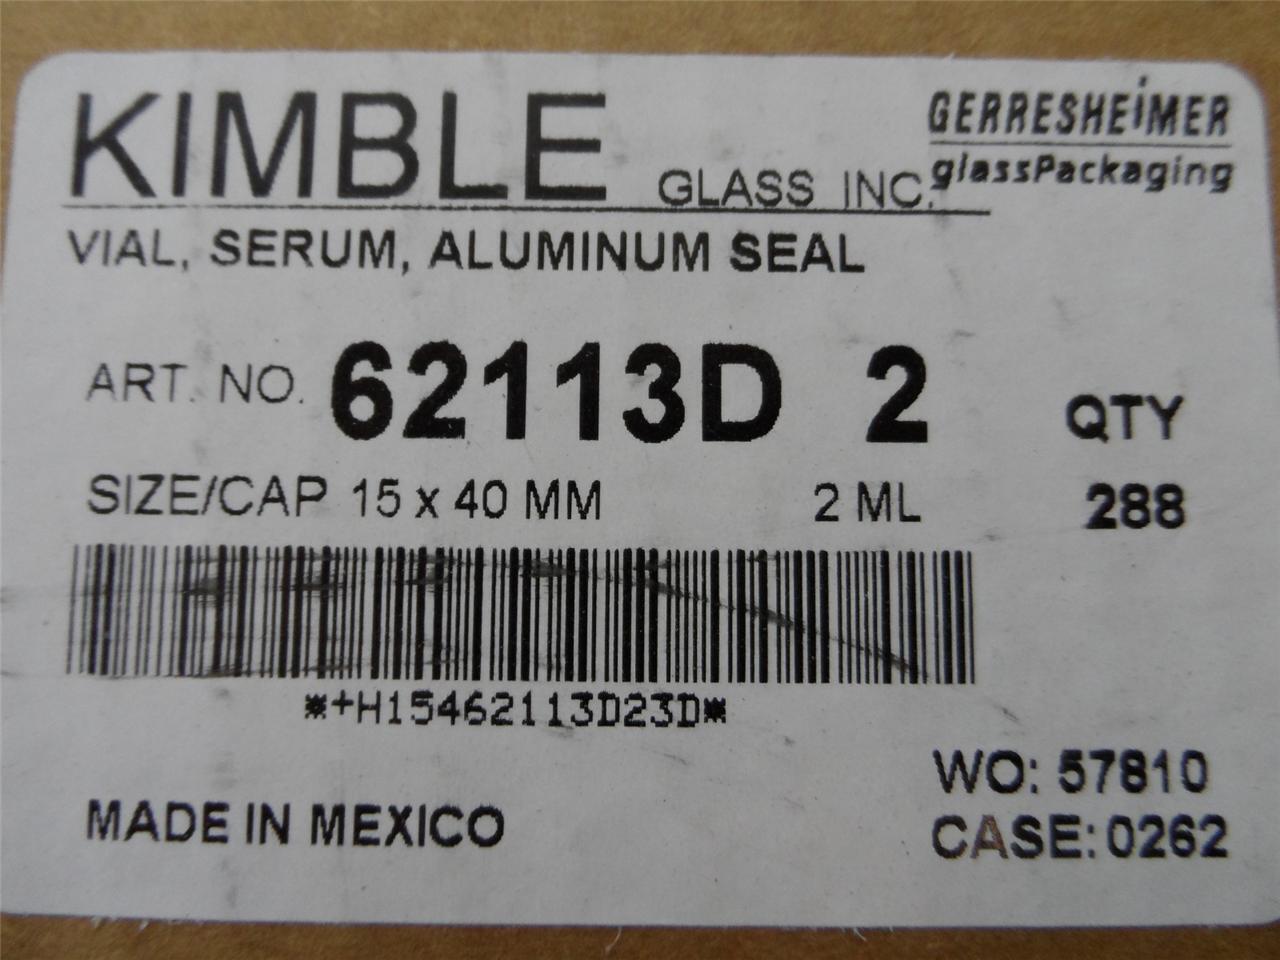 KIMBLE GLASS INC.
GERRESHEIMER
glassPackaging
VIAL, SERUM, ALUMINUM SEAL
ART. NO. 62113D 2
QTY
SIZE/CAP 15 x 40 MM 2 ML 288
*+H15462113D23D*
WO: 57810
MADE IN MEXICO
CASE: 0262